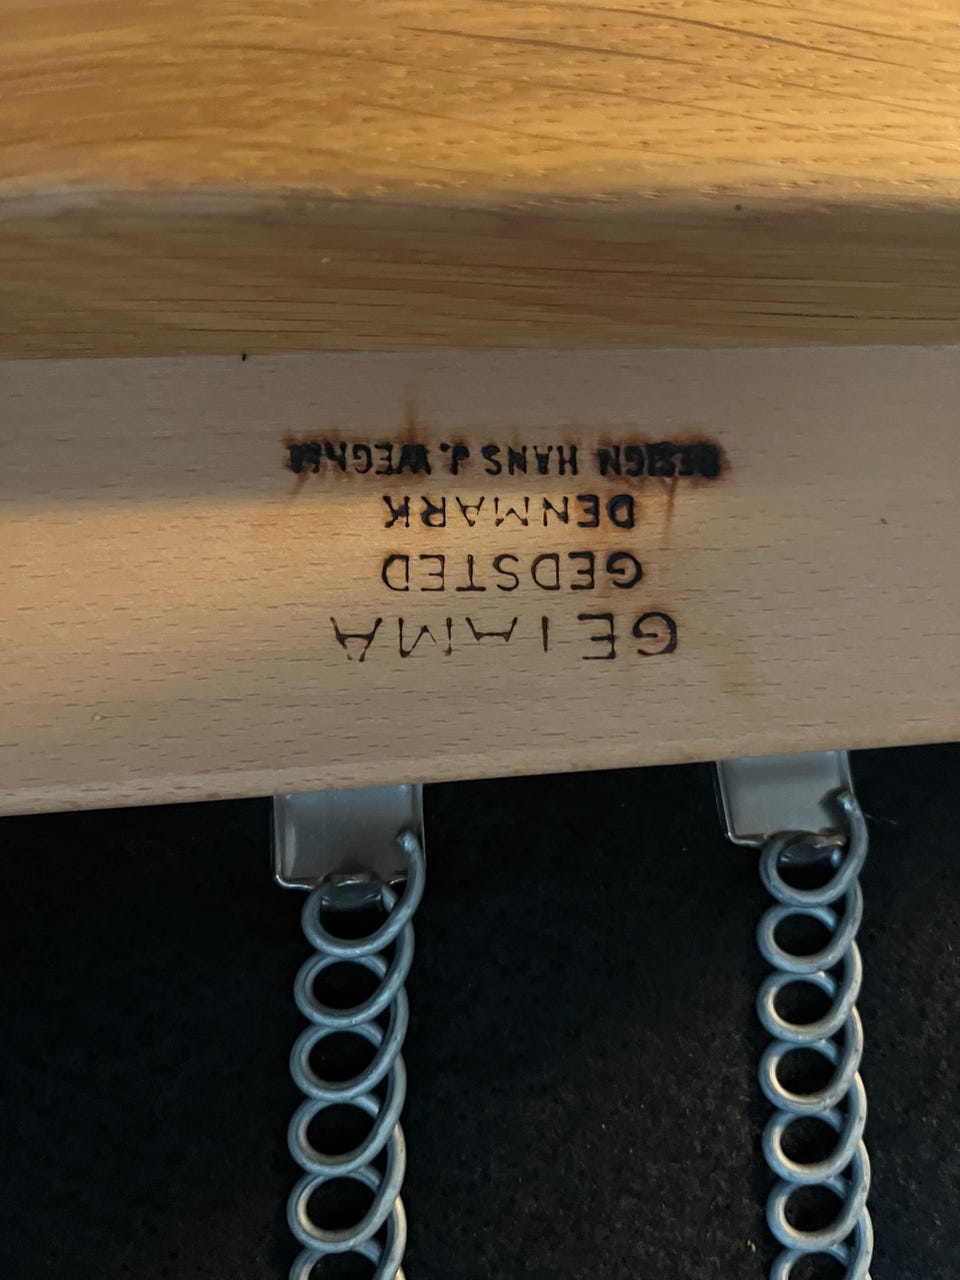 GETAMA
GEDSTED
DENMARK
DESIGN HANS J. WEGNER